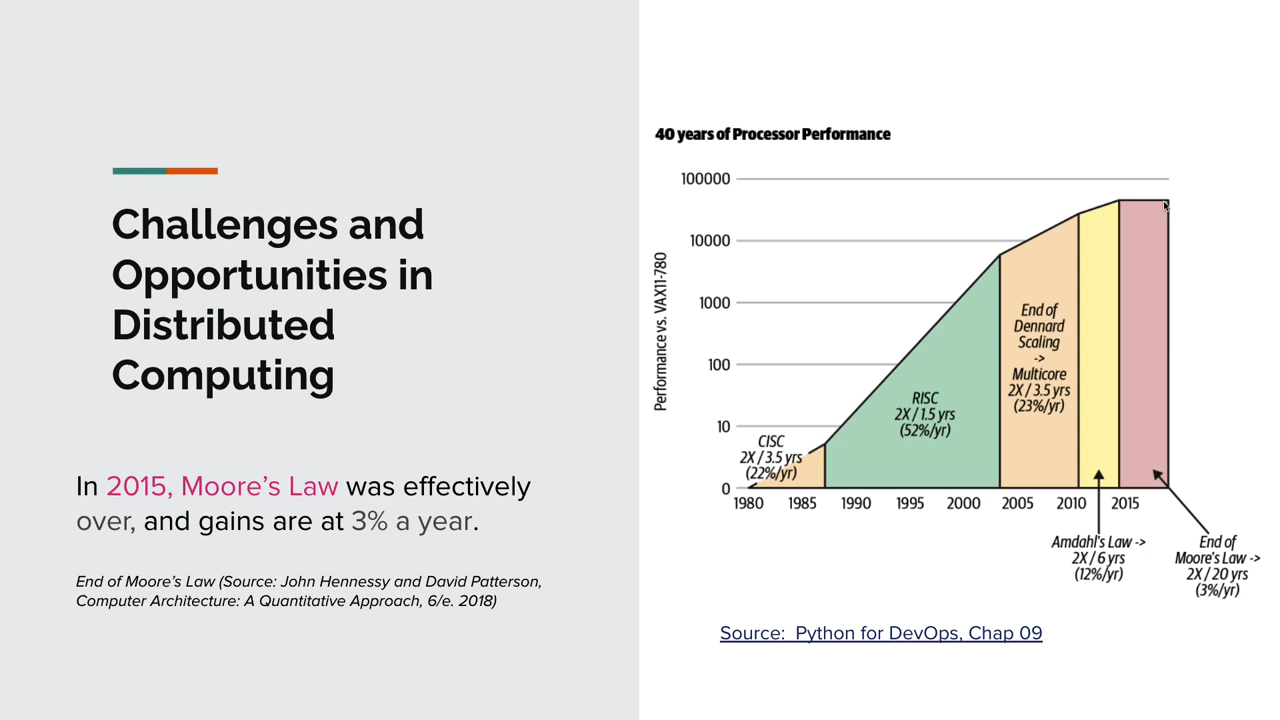 Challenges and
Opportunities in
Distributed
Computing
In 2015, Moore's Law was effectively
over, and gains are at 3% a year.
End of Moore's Law (Source: John Hennessy and David Patterson,
Computer Architecture: A Quantitative Approach, 6/e. 2018)
40 years of Processor Performance
Performance vs. VAX11-780
100000
10000
1000
100
10
0
CISC
2X / 3.5 yrs
(22%/yr)
RISC
2X / 1.5 yrs
(52%/yr)
End of
Dennard
Scaling
->
Multicore
2X / 3.5 yrs
(23%/yr)
1980 1985 1990 1995 2000 2005 2010 2015
Amdahl's Law ->
2X / 6 yrs
(12%/yr)
End of
Moore's Law ->
2X / 20 yrs
(3%/yr)
Source: Python for DevOps, Chap 09